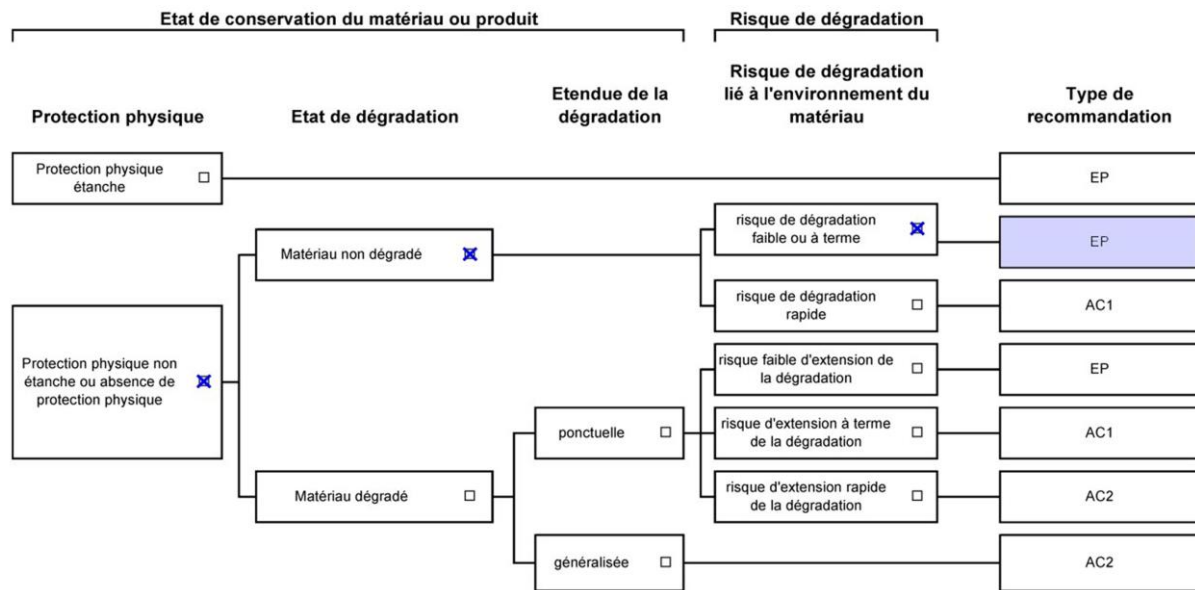 Etat de conservation du matériau ou produit
Risque de dégradation
Protection physique
Etat de dégradation
Etendue de la
dégradation
Risque de dégradation
lié à l'environnement du
matériau
Type de
recommandation
Protection physique
étanche
EP
risque de dégradation
faible ou à terme
EP
Matériau non dégradé
risque de dégradation
rapide
AC1
Protection physique non
étanche ou absence de
protection physique
risque faible d'extension de
la dégradation
EP
ponctuelle
risque d'extension à terme
de la dégradation
AC1
Matériau dégradé
risque d'extension rapide
de la dégradation
AC2
généralisée
AC2